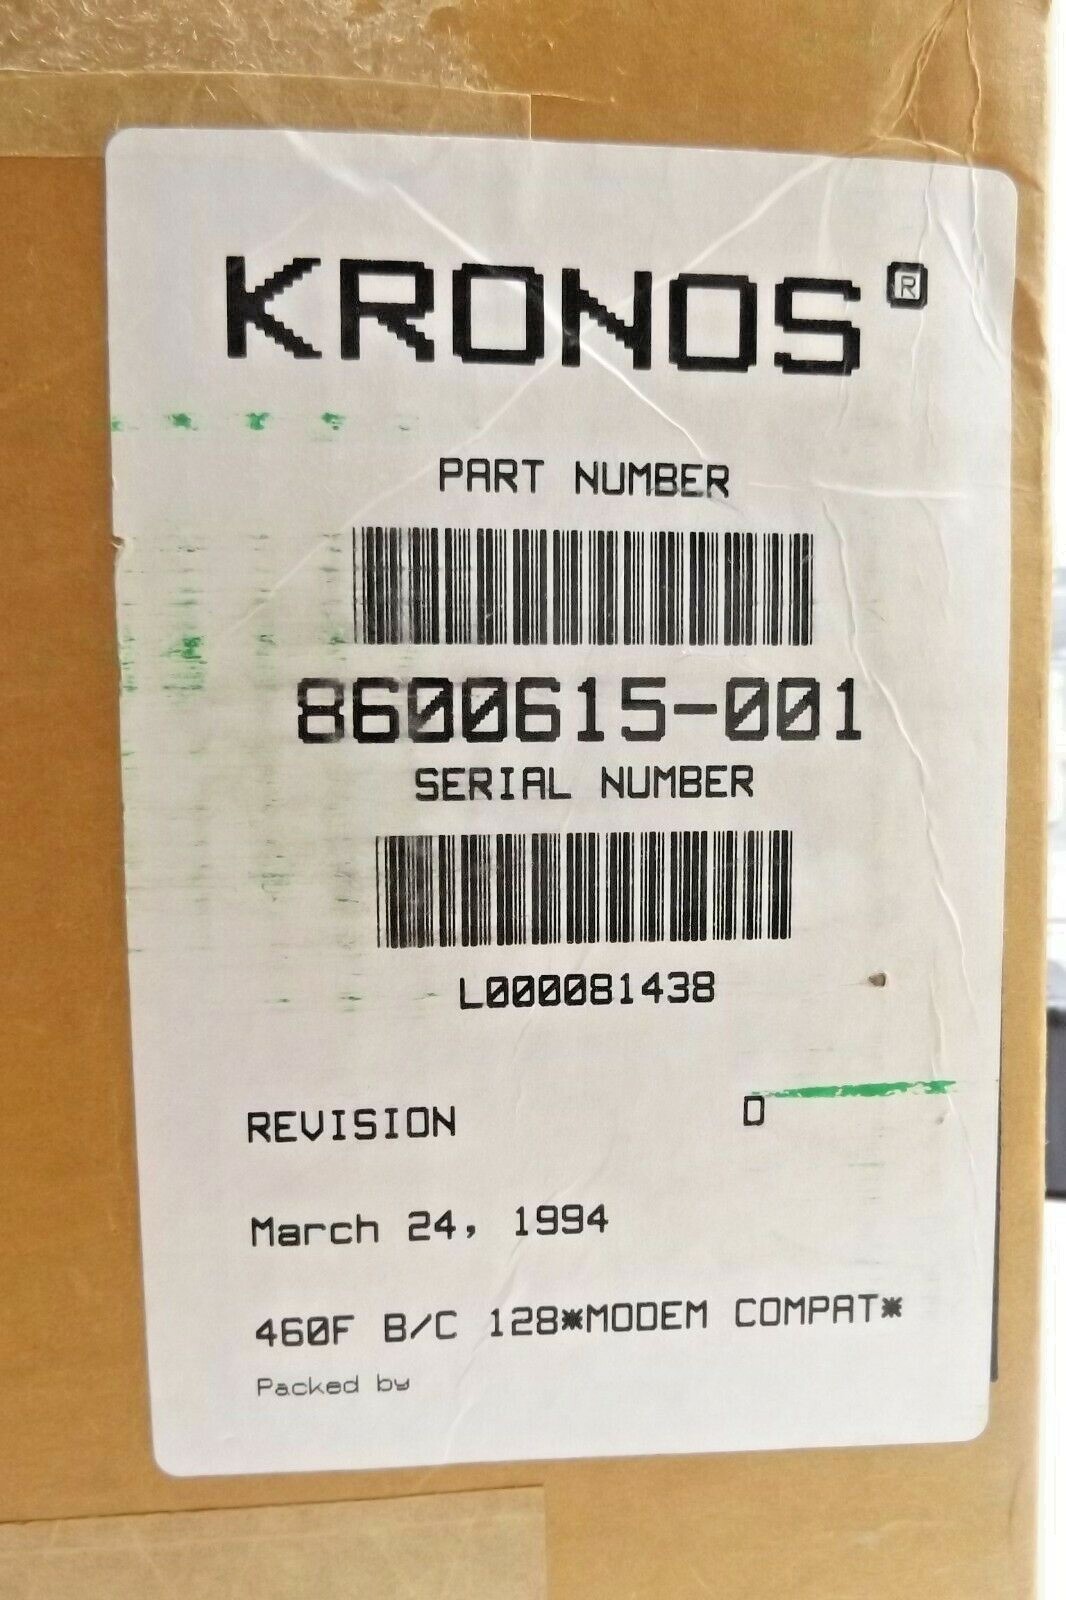 KRONOS®
PART NUMBER
8600615-001
SERIAL NUMBER
L000081438
REVISION D
March 24, 1994
460F B/C 128*MODEM COMPAT*
Packed by